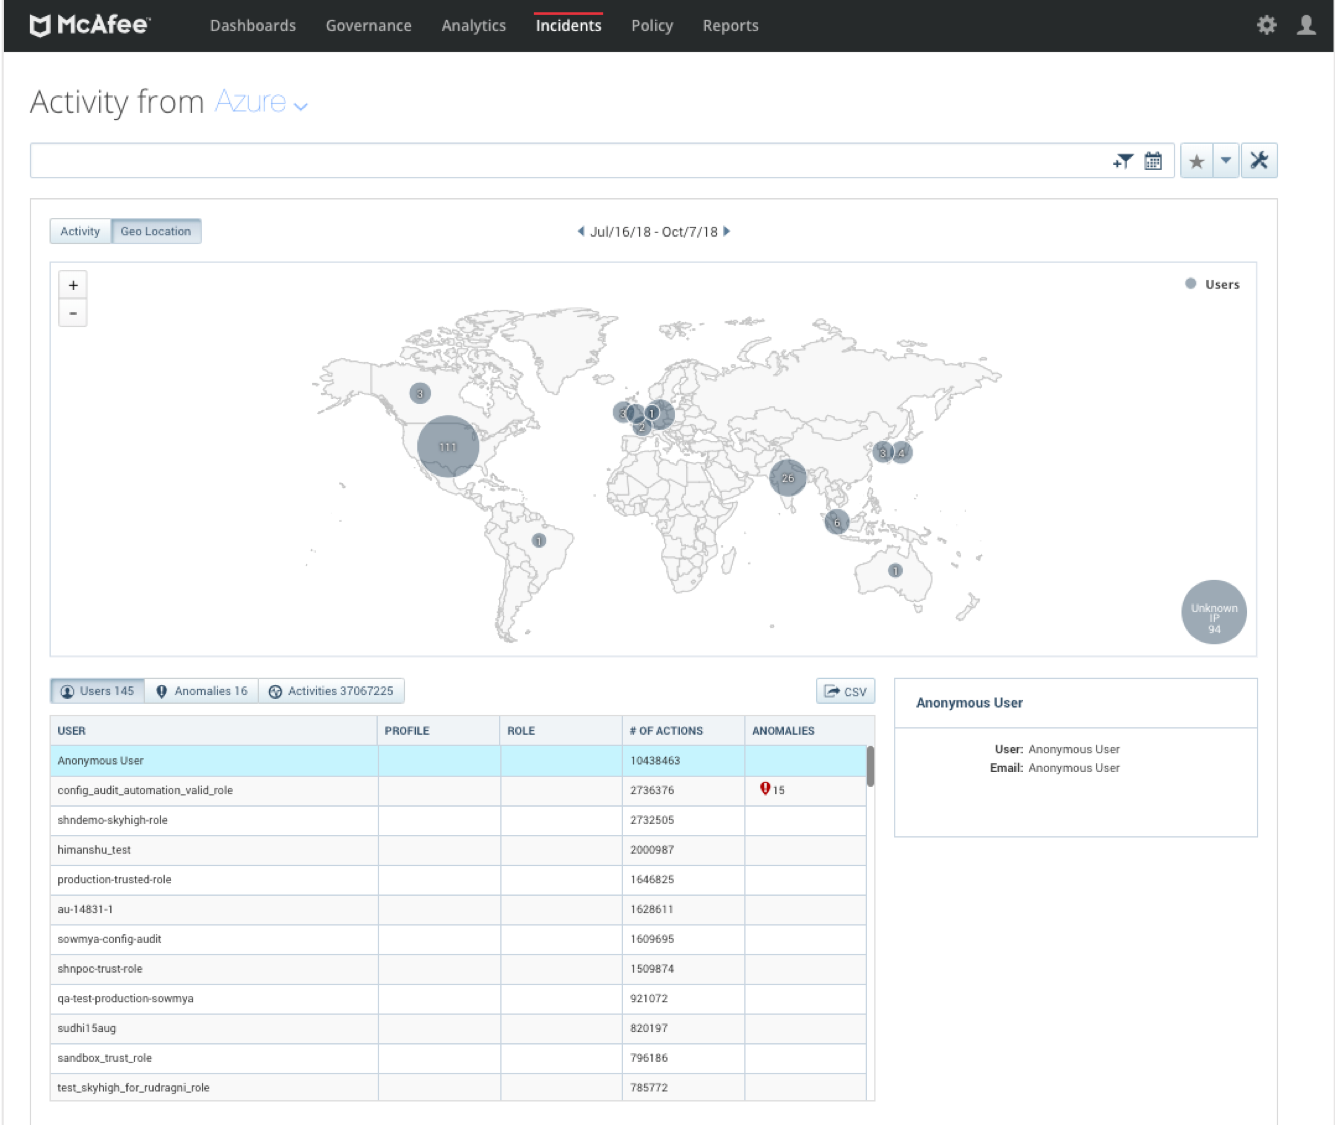 McAfee™ Dashboards Governance Analytics Incidents Policy Reports
Activity from Azure
Activity Geo Location Jul/16/18 - Oct/7/18
+
-
Users
3
3 1
2
111
3 4
26
6
1
1
Unknown
IP
94
Users 145 Anomalies 16 Activities 37067225 CSV
USER PROFILE ROLE # OF ACTIONS ANOMALIES
Anonymous User 10438463
config_audit_automation_valid_role 2736376 15
shndemo-skyhigh-role 2732505
himanshu_test 2000987
production-trusted-role 1646825
au-14831-1 1628611
sowmya-config-audit 1609695
shnpoc-trust-role 1509874
qa-test-production-sowmya 921072
sudhi15aug 820197
sandbox_trust_role 796186
test_skyhigh_for_rudragni_role 785772
Anonymous User
User: Anonymous User
Email: Anonymous User